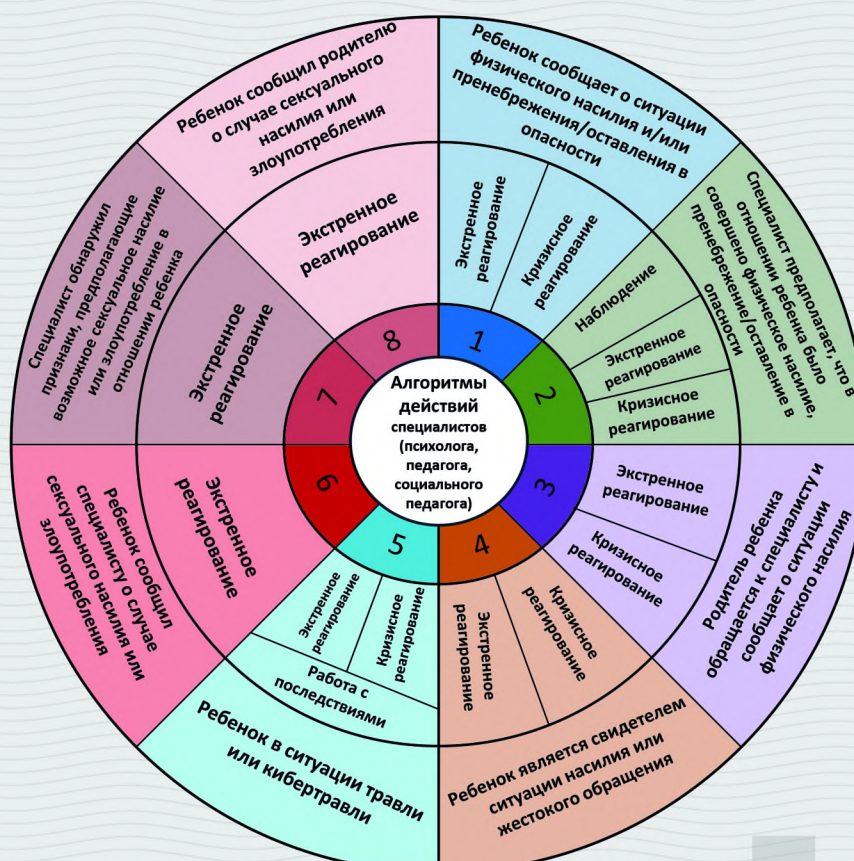 Алгоритмы
действий
специалистов
(психолога,
педагога,
социального
педагога)
1
Ребенок сообщает о ситуации
физического насилия и/или
пренебрежения/оставления в
опасности
Экстренное
реагирование
Кризисное
реагирование
2
Специалист предполагает, что в
отношении ребенка было
совершено физическое насилие,
пренебрежение/оставление в
опасности
Наблюдение
Экстренное
реагирование
Кризисное
реагирование
3
Родитель ребенка
обращается к специалисту и
сообщает о ситуации
физического насилия
Экстренное
реагирование
Кризисное
реагирование
4
Ребенок является свидетелем
ситуации насилия или
жестокого обращения
Кризисное
реагирование
Экстренное
реагирование
5
Ребенок в ситуации травли
или кибертравли
Экстренное
реагирование
Кризисное
реагирование
Работа с
последствиями
6
Ребенок сообщил
специалисту о случае
сексуального насилия или
злоупотребления
Экстренное
реагирование
7
Специалист обнаружил
признаки, предполагающие
возможное сексуальное насилие
или злоупотребление в
отношении ребенка
Экстренное
реагирование
8
Ребенок сообщил родителю
о случае сексуального
насилия или
злоупотребления
Экстренное
реагирование